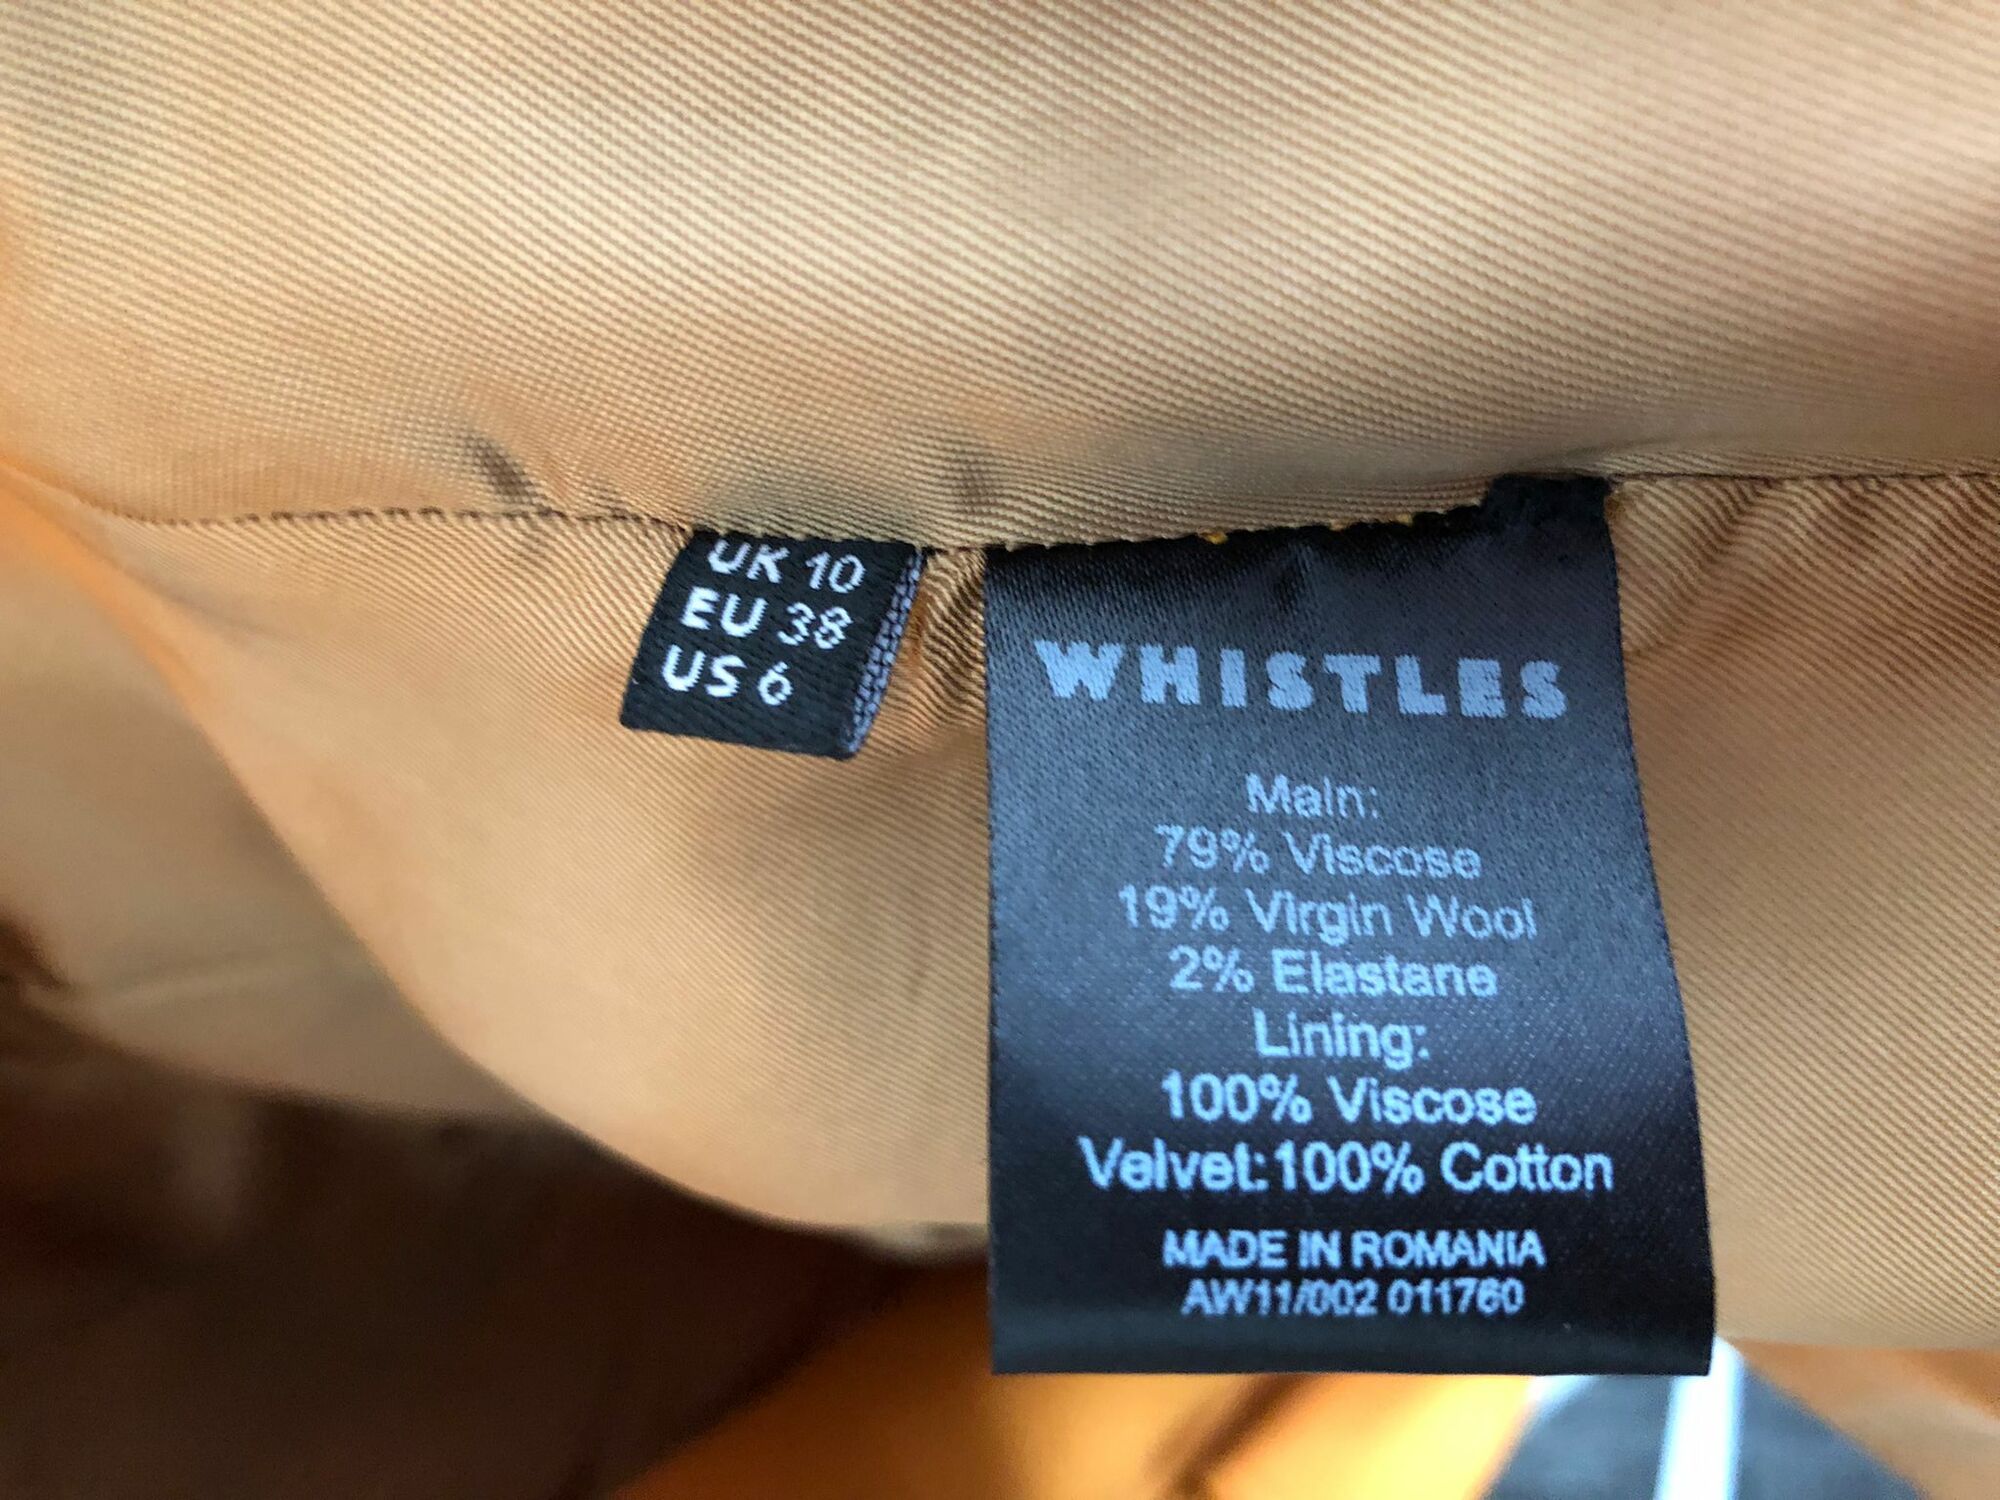 UK 10
EU 38
US 6
WHISTLES
Main:
79% Viscose
19% Virgin Wool
2% Elastane
Lining:
100% Viscose
Velvet:100% Cotton
MADE IN ROMANIA
AW11/002 011760